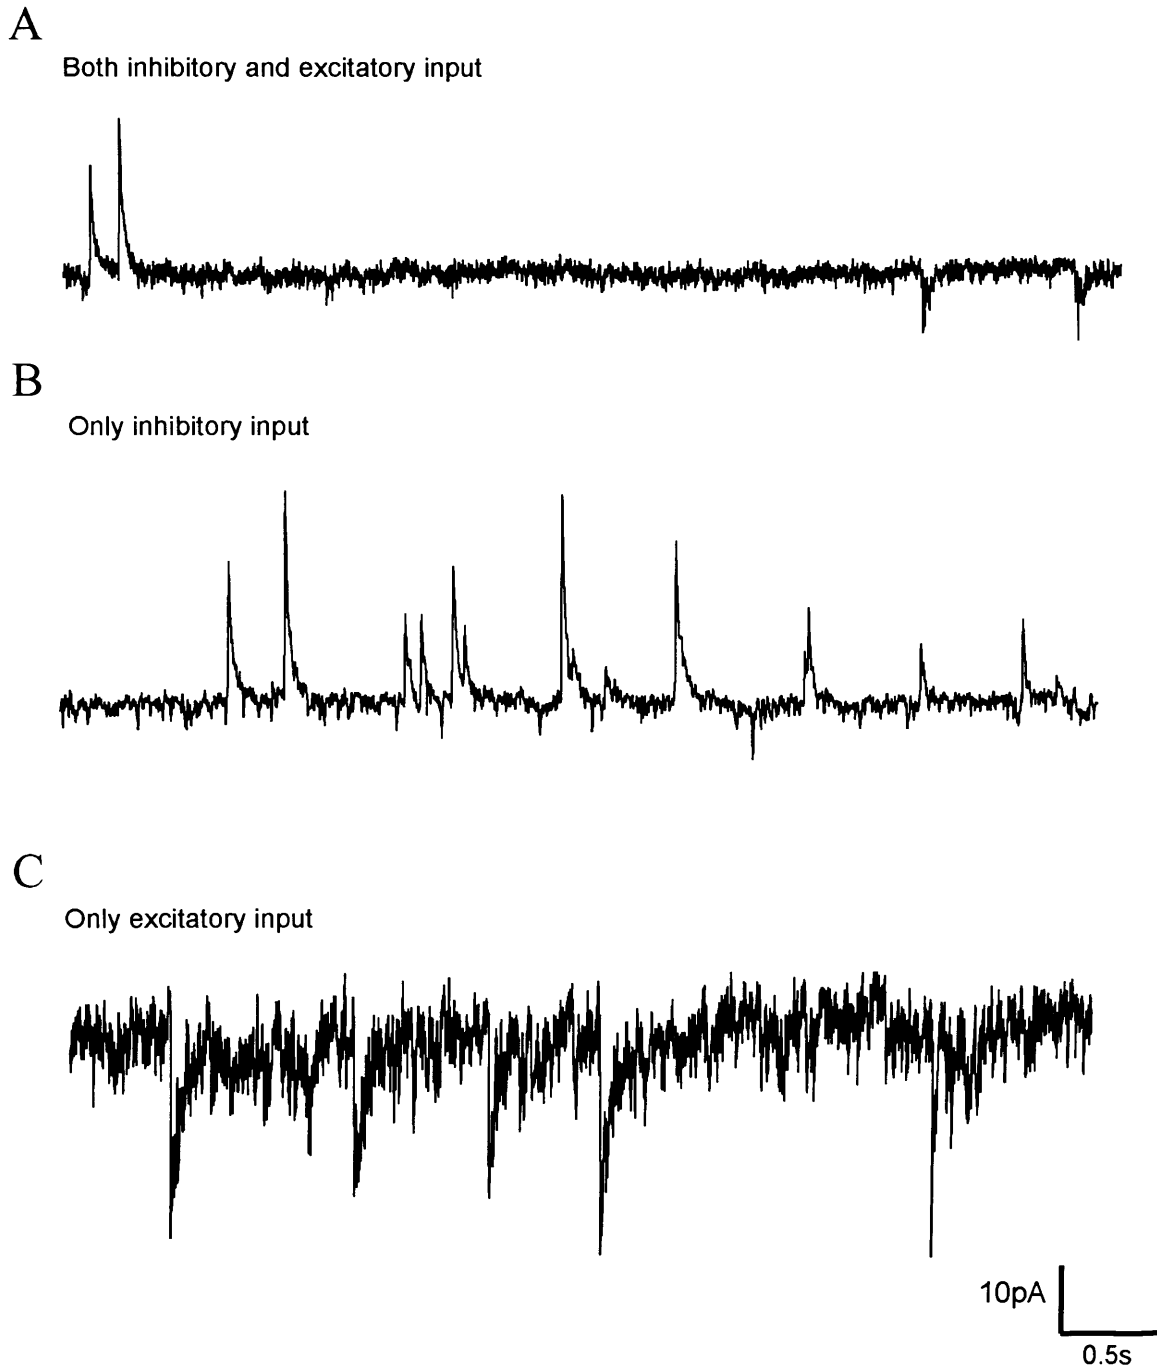 A
Both inhibitory and excitatory input
B
Only inhibitory input
C
Only excitatory input
10pA
0.5s